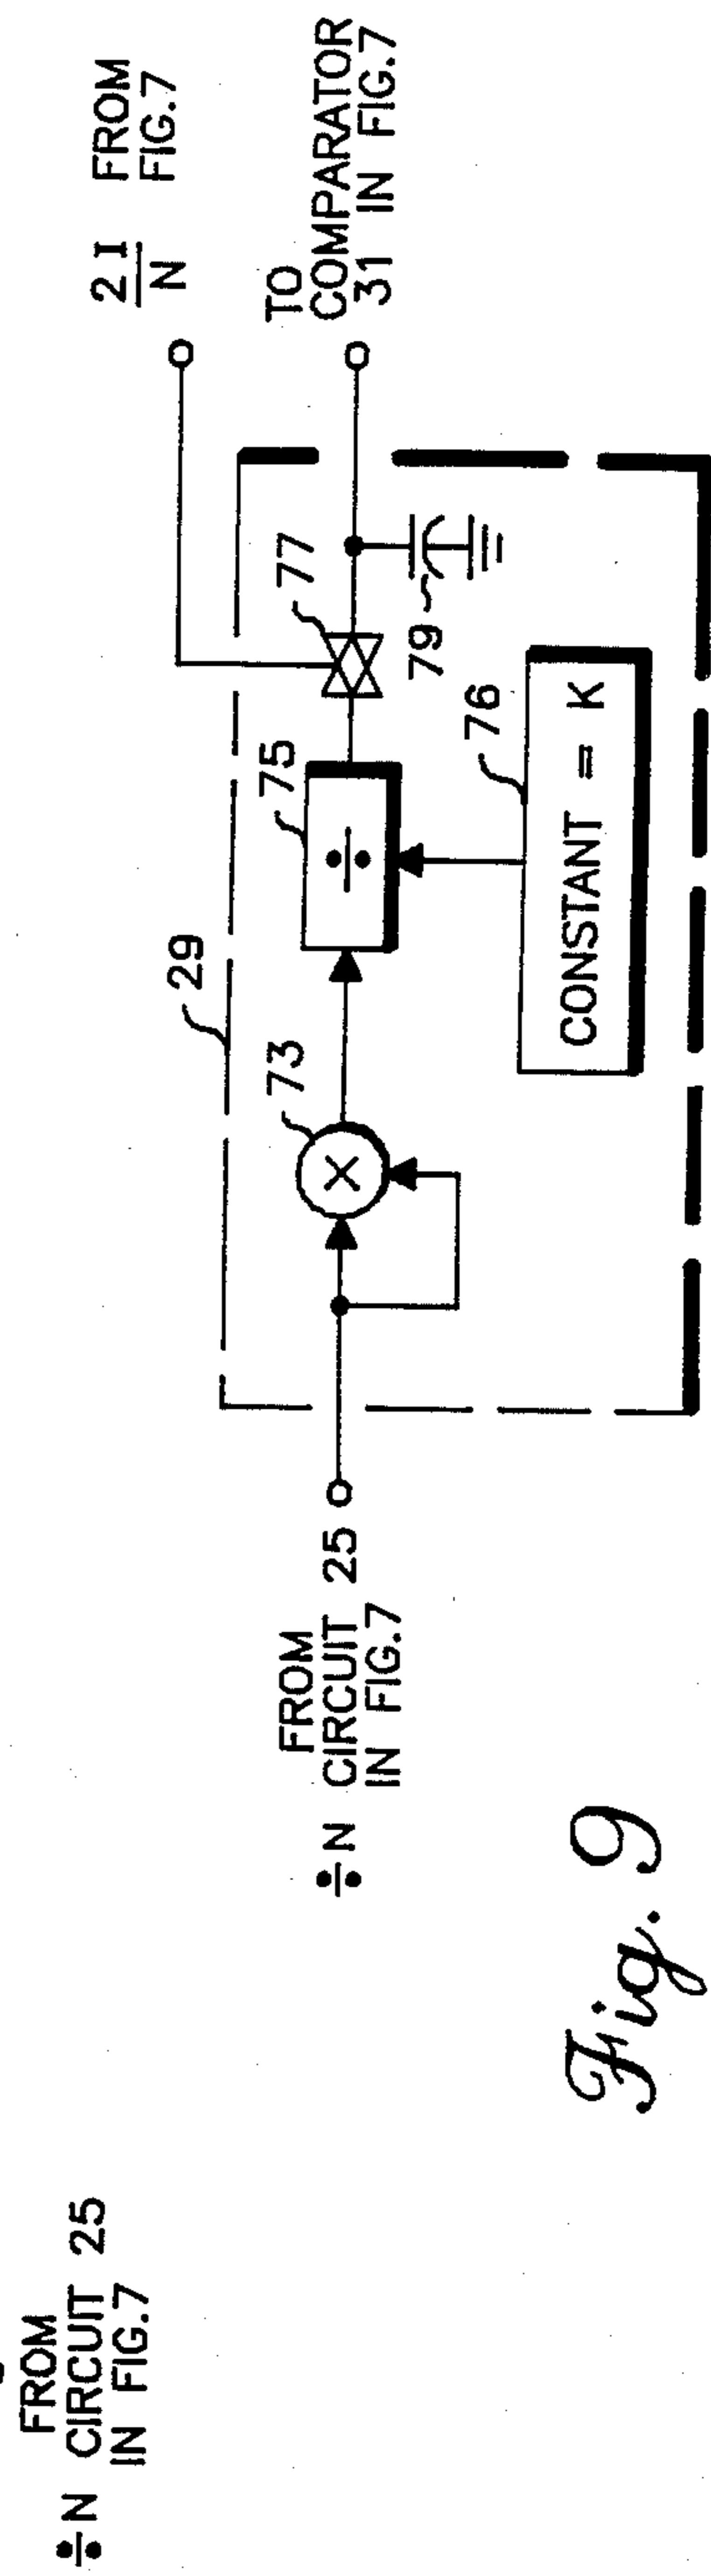 2I
N
FROM
FIG.7
TO
COMPARATOR
31 IN FIG.7
77
79
75
76
CONSTANT = K
÷
29
73
X
FROM
÷N CIRCUIT 25
IN FIG.7
Fig. 9
FROM
÷N CIRCUIT 25
IN FIG.7